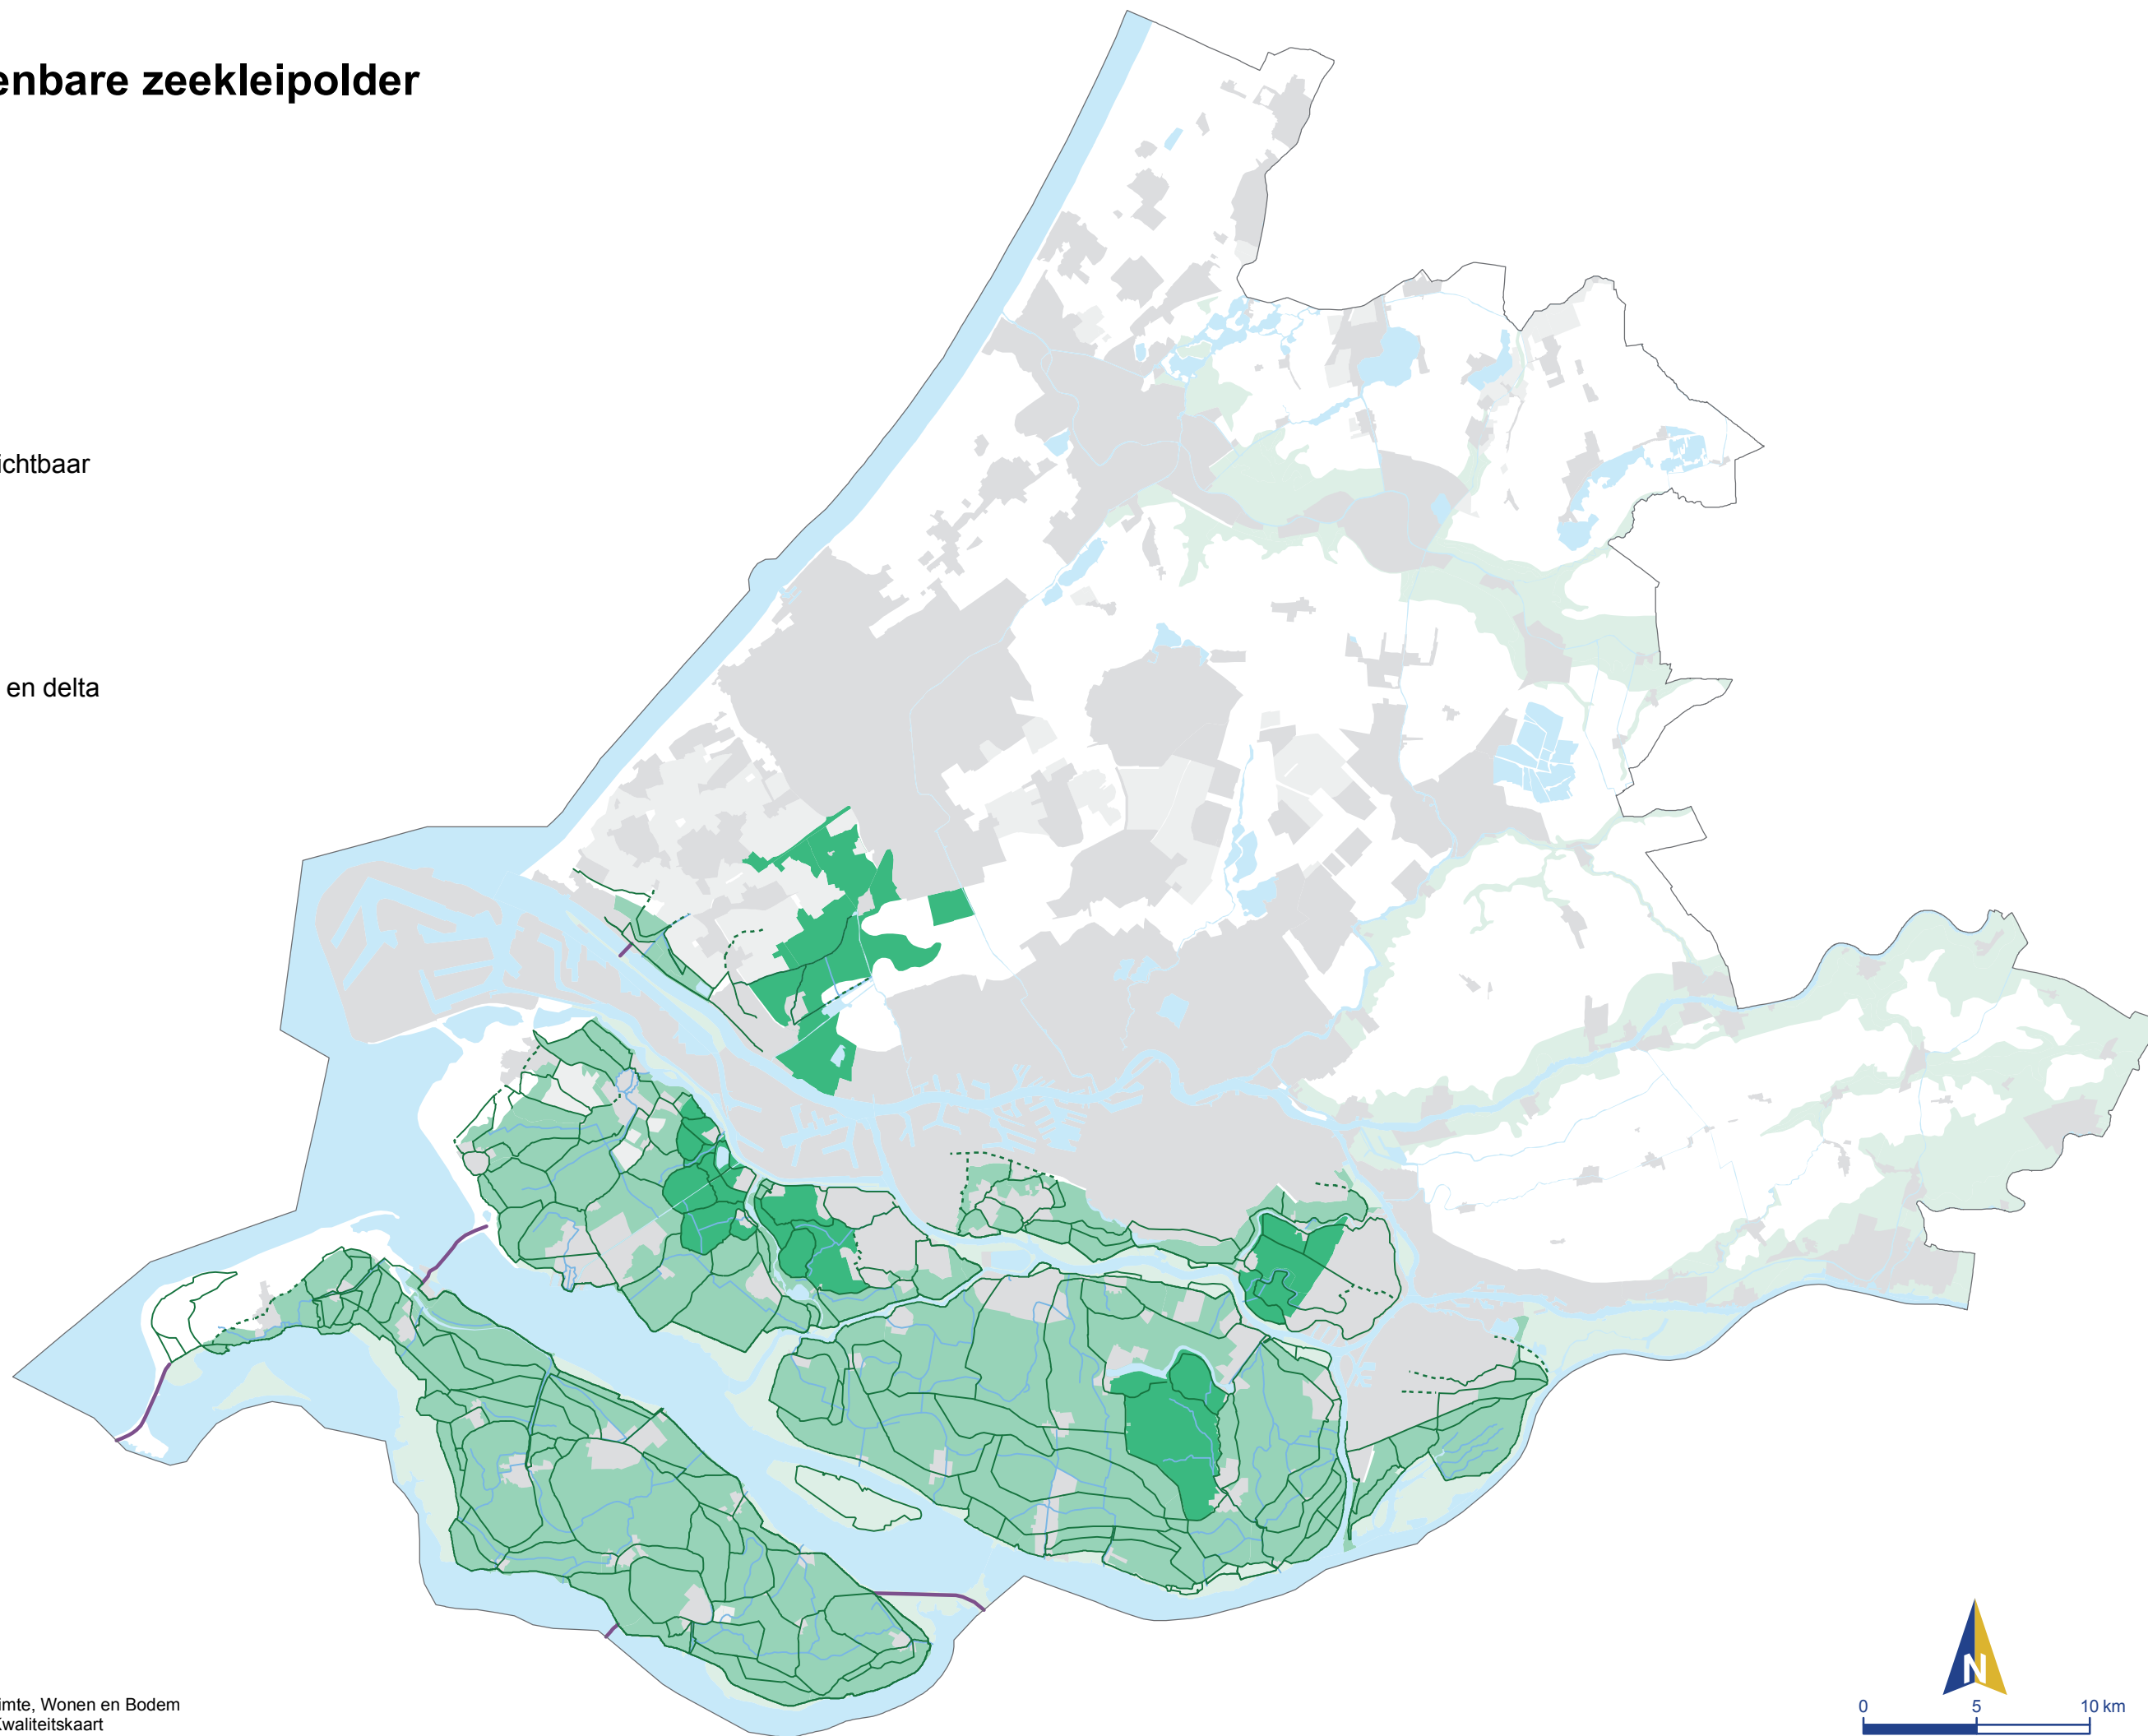 enbare zeekleipolder
ichtbaar
en delta
imte, Wonen en Bodem
Kwaliteitskaart
N
0 5 10 km